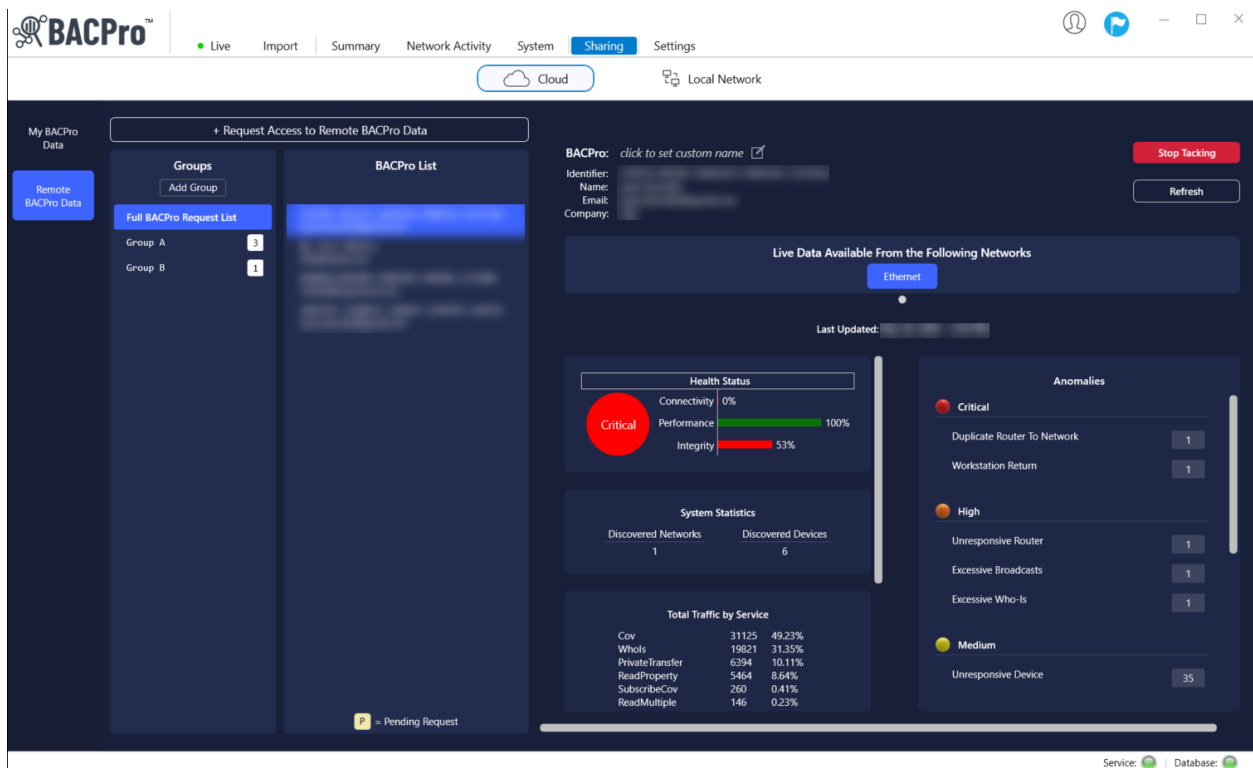 BACPro™
Live Import Summary Network Activity System Sharing Settings
Cloud Local Network
My BACPro
Data
Remote
BACPro Data
+ Request Access to Remote BACPro Data
Groups
Add Group
Full BACPro Request List
Group A 3
Group B 1
BACPro List
P = Pending Request
BACPro: click to set custom name
Identifier:
Name:
Email:
Company:
Stop Tacking
Refresh
Live Data Available From the Following Networks
Ethernet
Last Updated:
Health Status
Critical
Connectivity 0%
Performance 100%
Integrity 53%
System Statistics
Discovered Networks Discovered Devices
1 6
Total Traffic by Service
Cov 31125 49.23%
WhoIs 19821 31.35%
PrivateTransfer 6394 10.11%
ReadProperty 5464 8.64%
SubscribeCov 260 0.41%
ReadMultiple 146 0.23%
Anomalies
Critical
Duplicate Router To Network 1
Workstation Return 1
High
Unresponsive Router 1
Excessive Broadcasts 1
Excessive Who-Is 1
Medium
Unresponsive Device 35
Service: Database: